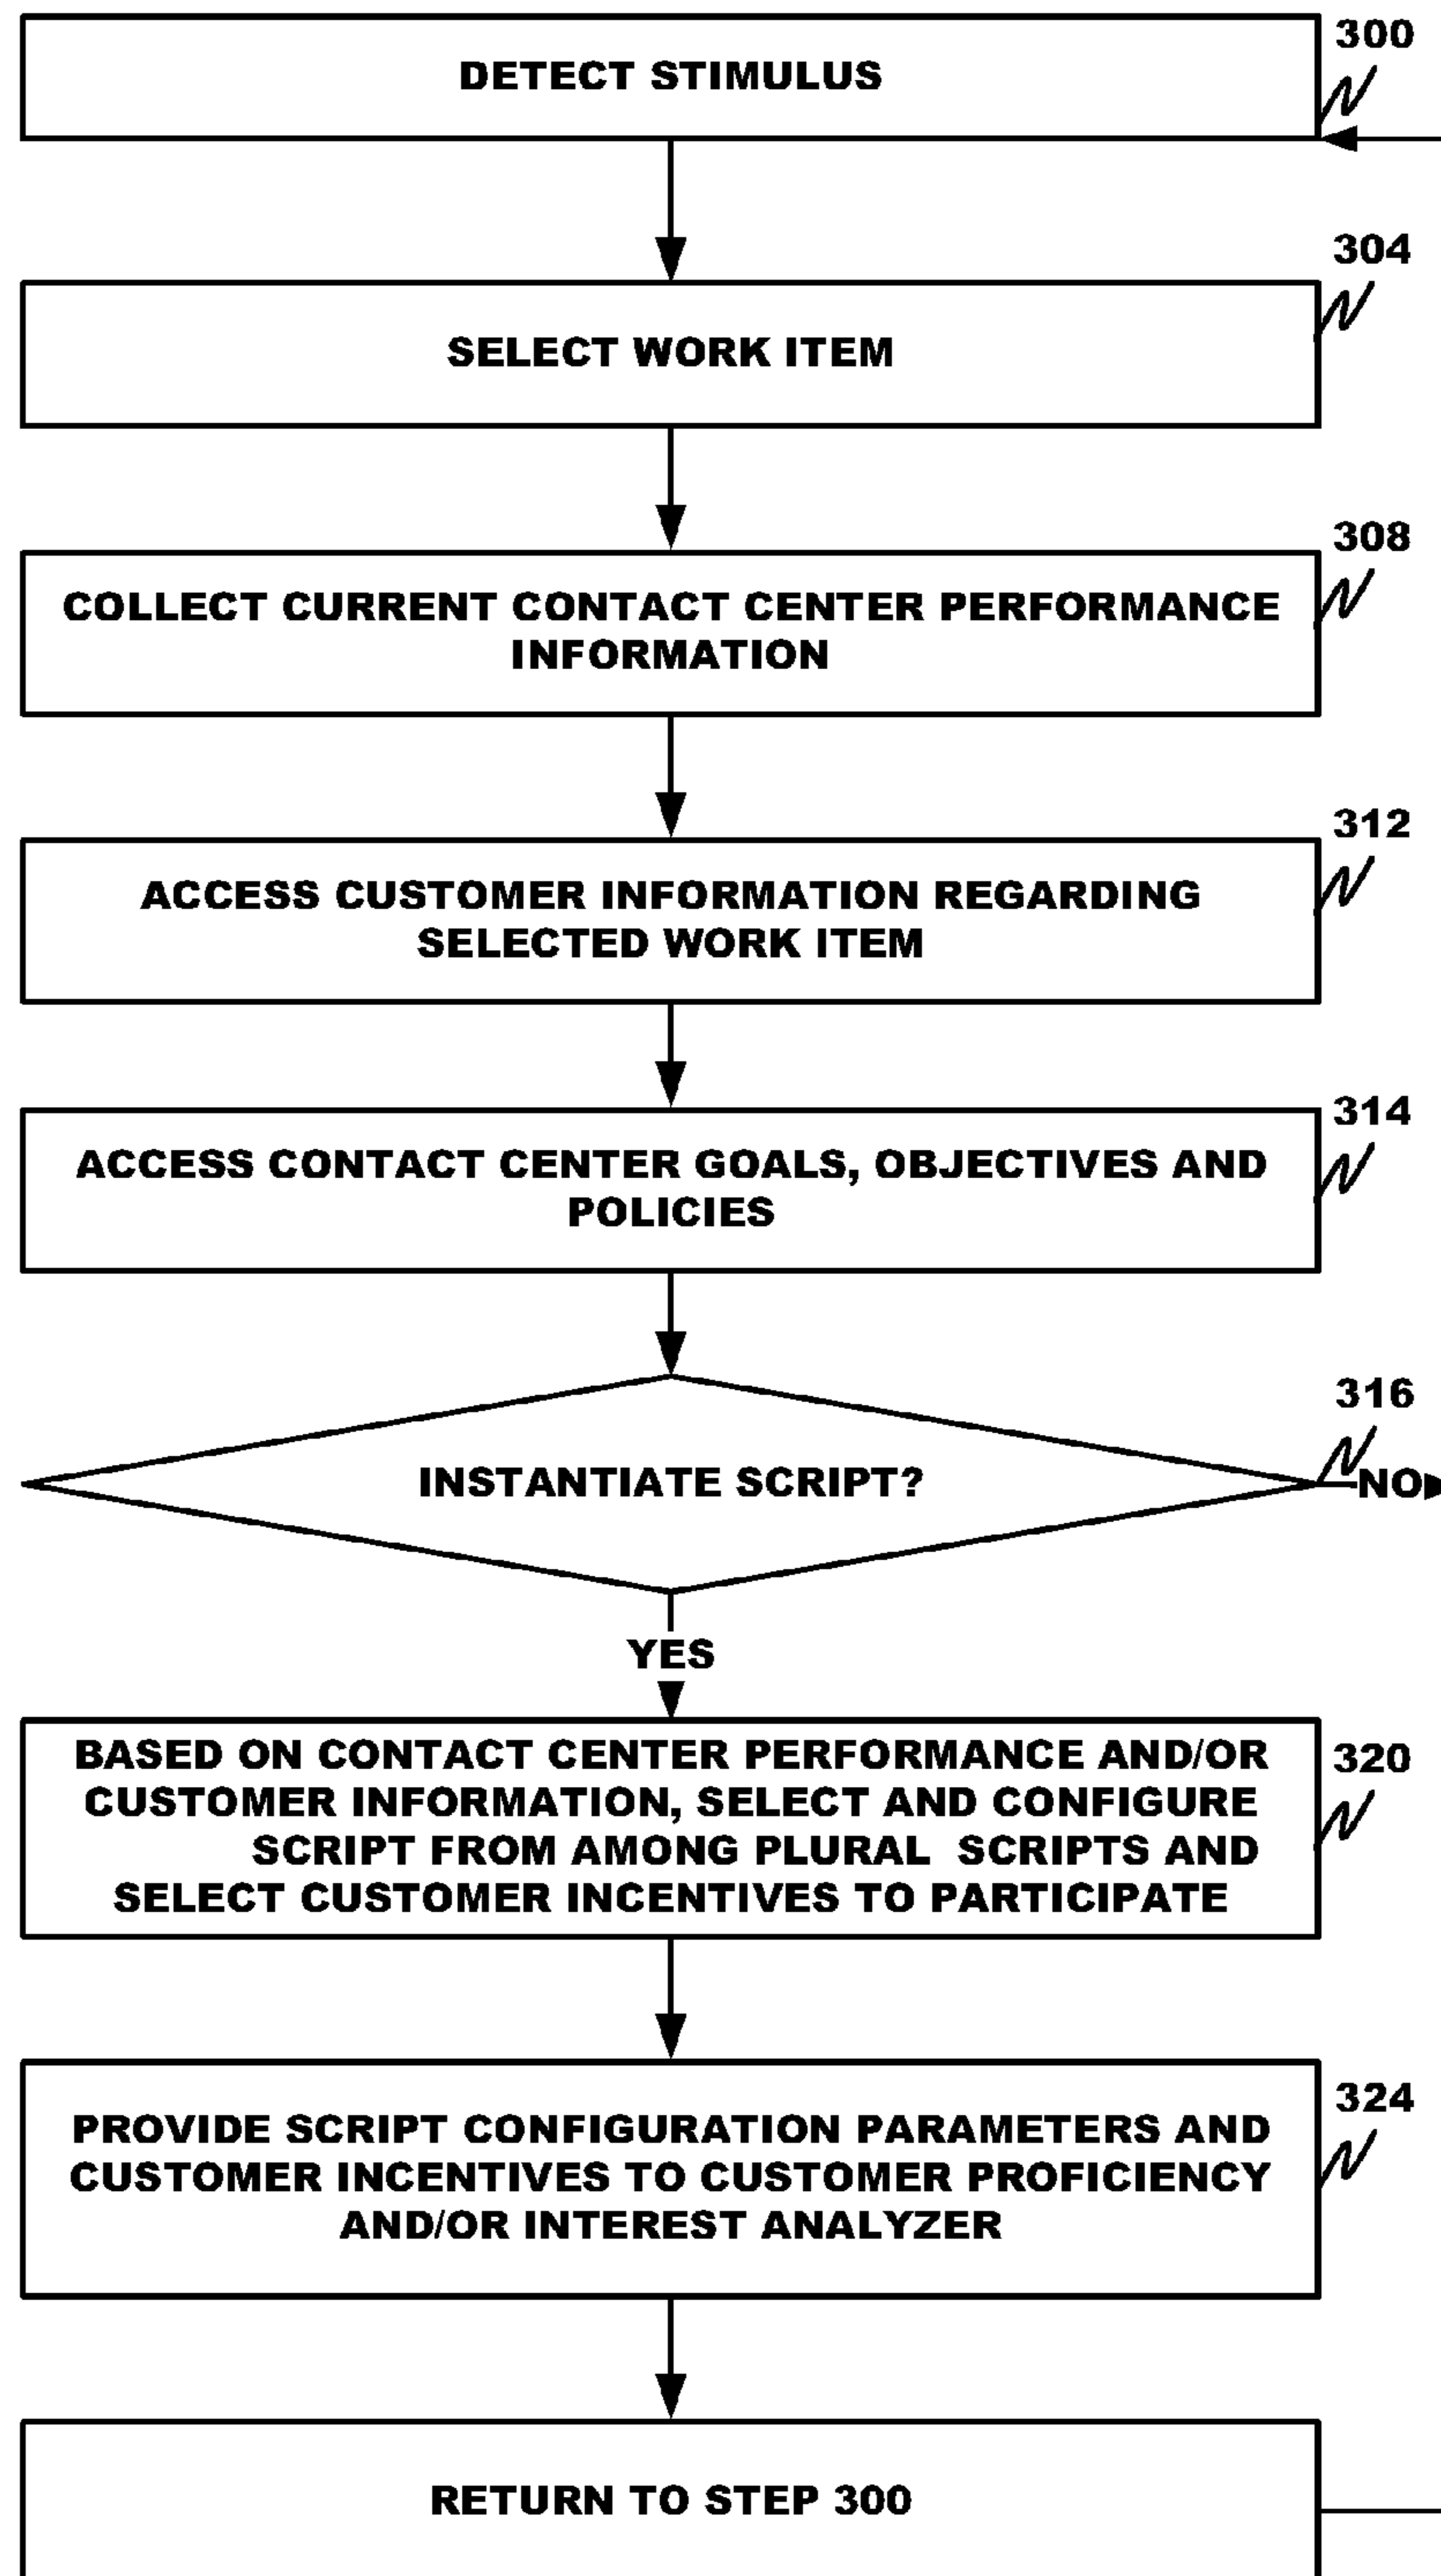 300
DETECT STIMULUS
304
SELECT WORK ITEM
308
COLLECT CURRENT CONTACT CENTER PERFORMANCE
INFORMATION
312
ACCESS CUSTOMER INFORMATION REGARDING
SELECTED WORK ITEM
314
ACCESS CONTACT CENTER GOALS, OBJECTIVES AND
POLICIES
316
INSTANTIATE SCRIPT?
NO
YES
BASED ON CONTACT CENTER PERFORMANCE AND/OR
320
CUSTOMER INFORMATION, SELECT AND CONFIGURE
SCRIPT FROM AMONG PLURAL SCRIPTS AND
SELECT CUSTOMER INCENTIVES TO PARTICIPATE
324
PROVIDE SCRIPT CONFIGURATION PARAMETERS AND
CUSTOMER INCENTIVES TO CUSTOMER PROFICIENCY
AND/OR INTEREST ANALYZER
RETURN TO STEP 300